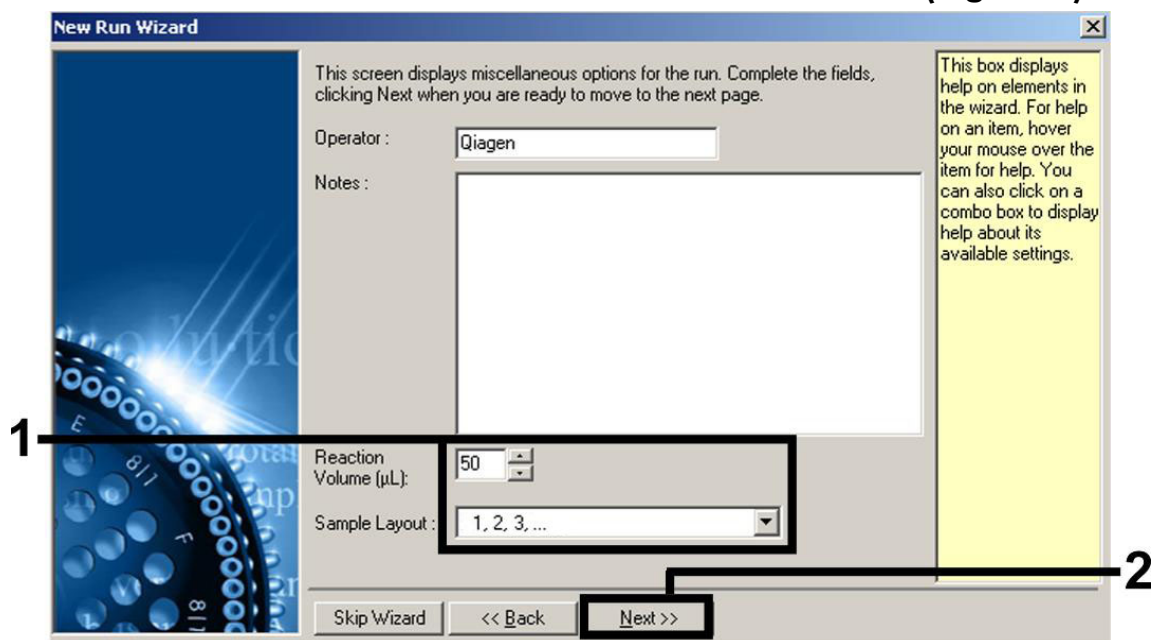 New Run Wizard
This screen displays miscellaneous options for the run. Complete the fields,
clicking Next when you are ready to move to the next page.
Operator :
Qiagen
Notes :
This box displays
help on elements in
the wizard. For help
on an item, hover
your mouse over the
item for help. You
can also click on a
combo box to display
help about its
available settings.
1
Reaction
Volume (µL):
50
Sample Layout :
1, 2, 3, ...
2
Skip Wizard
<< Back
Next >>
E
8/1
F
8/1